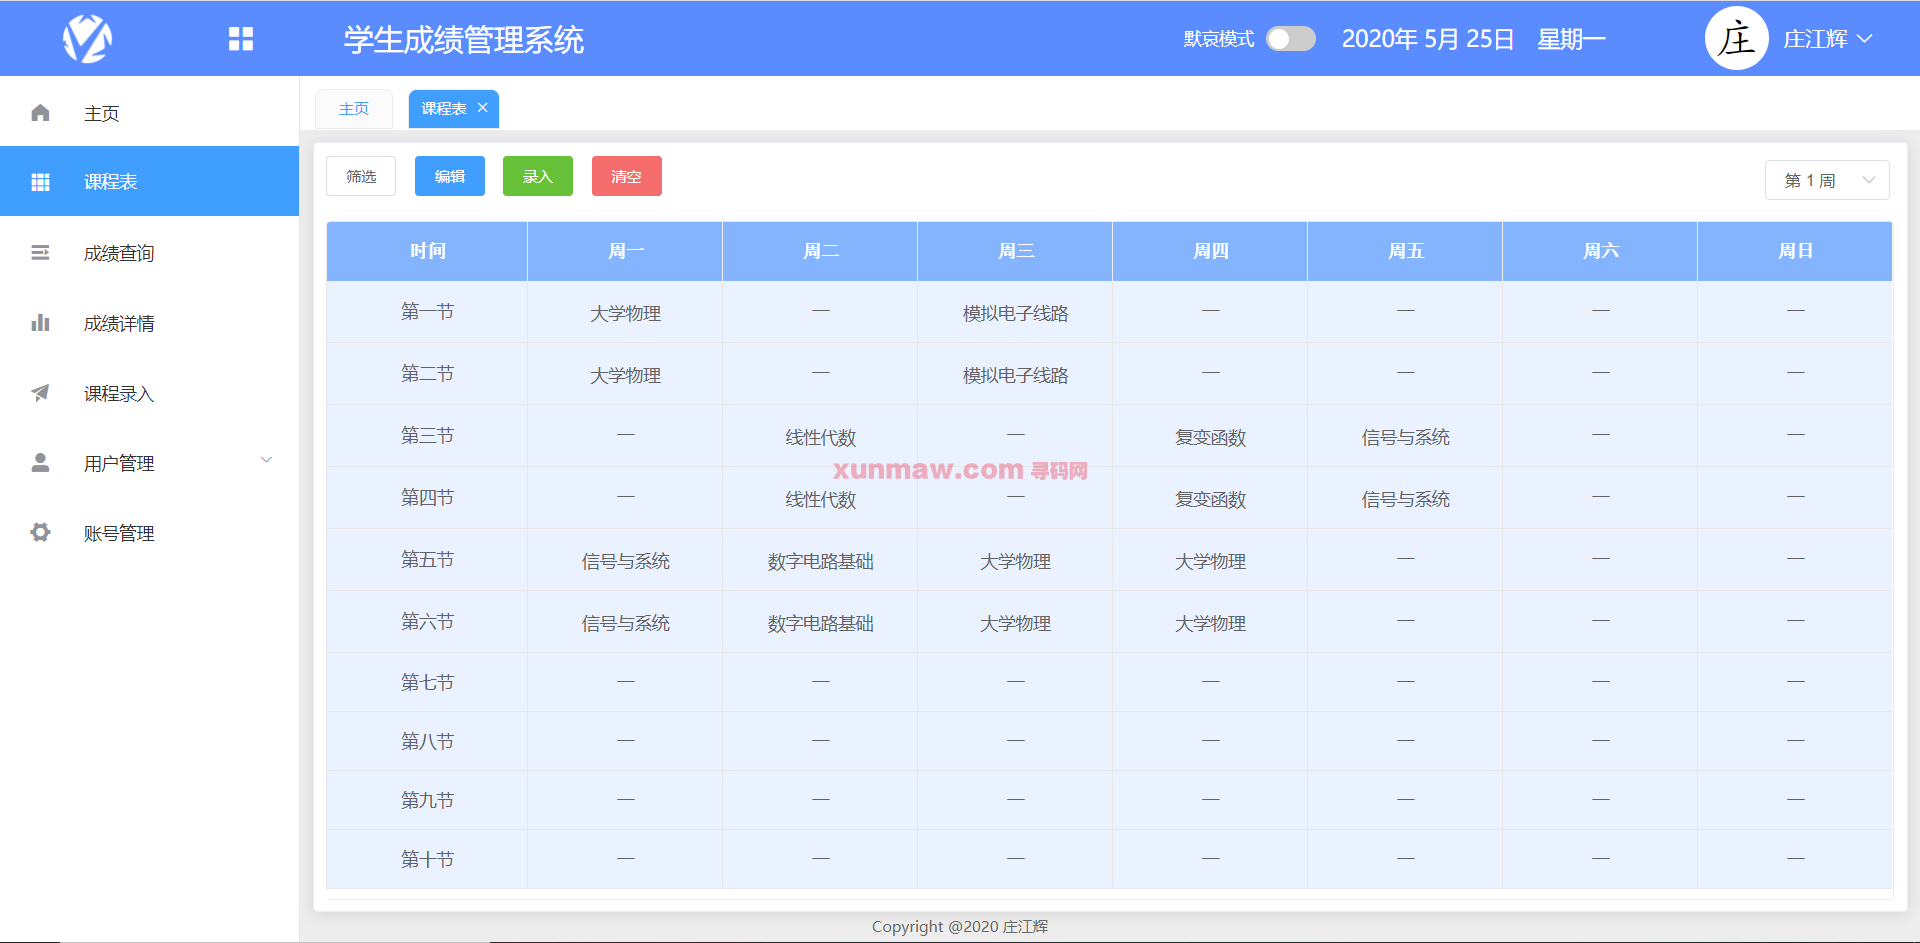 学生成绩管理系统 默哀模式 2020年 5月 25日 星期一 庄 庄江辉
主页
课程表
成绩查询
成绩详情
课程录入
用户管理
账号管理
主页 课程表
筛选 编辑 录入 清空 第 1 周
时间 周一 周二 周三 周四 周五 周六 周日
第一节 大学物理 — 模拟电子线路 — — — —
第二节 大学物理 — 模拟电子线路 — — — —
第三节 — 线性代数 — 复变函数 信号与系统 — —
xunmaw.com 寻码网
第四节 — 线性代数 — 复变函数 信号与系统 — —
第五节 信号与系统 数字电路基础 大学物理 大学物理 — — —
第六节 信号与系统 数字电路基础 大学物理 大学物理 — — —
第七节 — — — — — — —
第八节 — — — — — — —
第九节 — — — — — — —
第十节 — — — — — — —
Copyright @2020 庄江辉